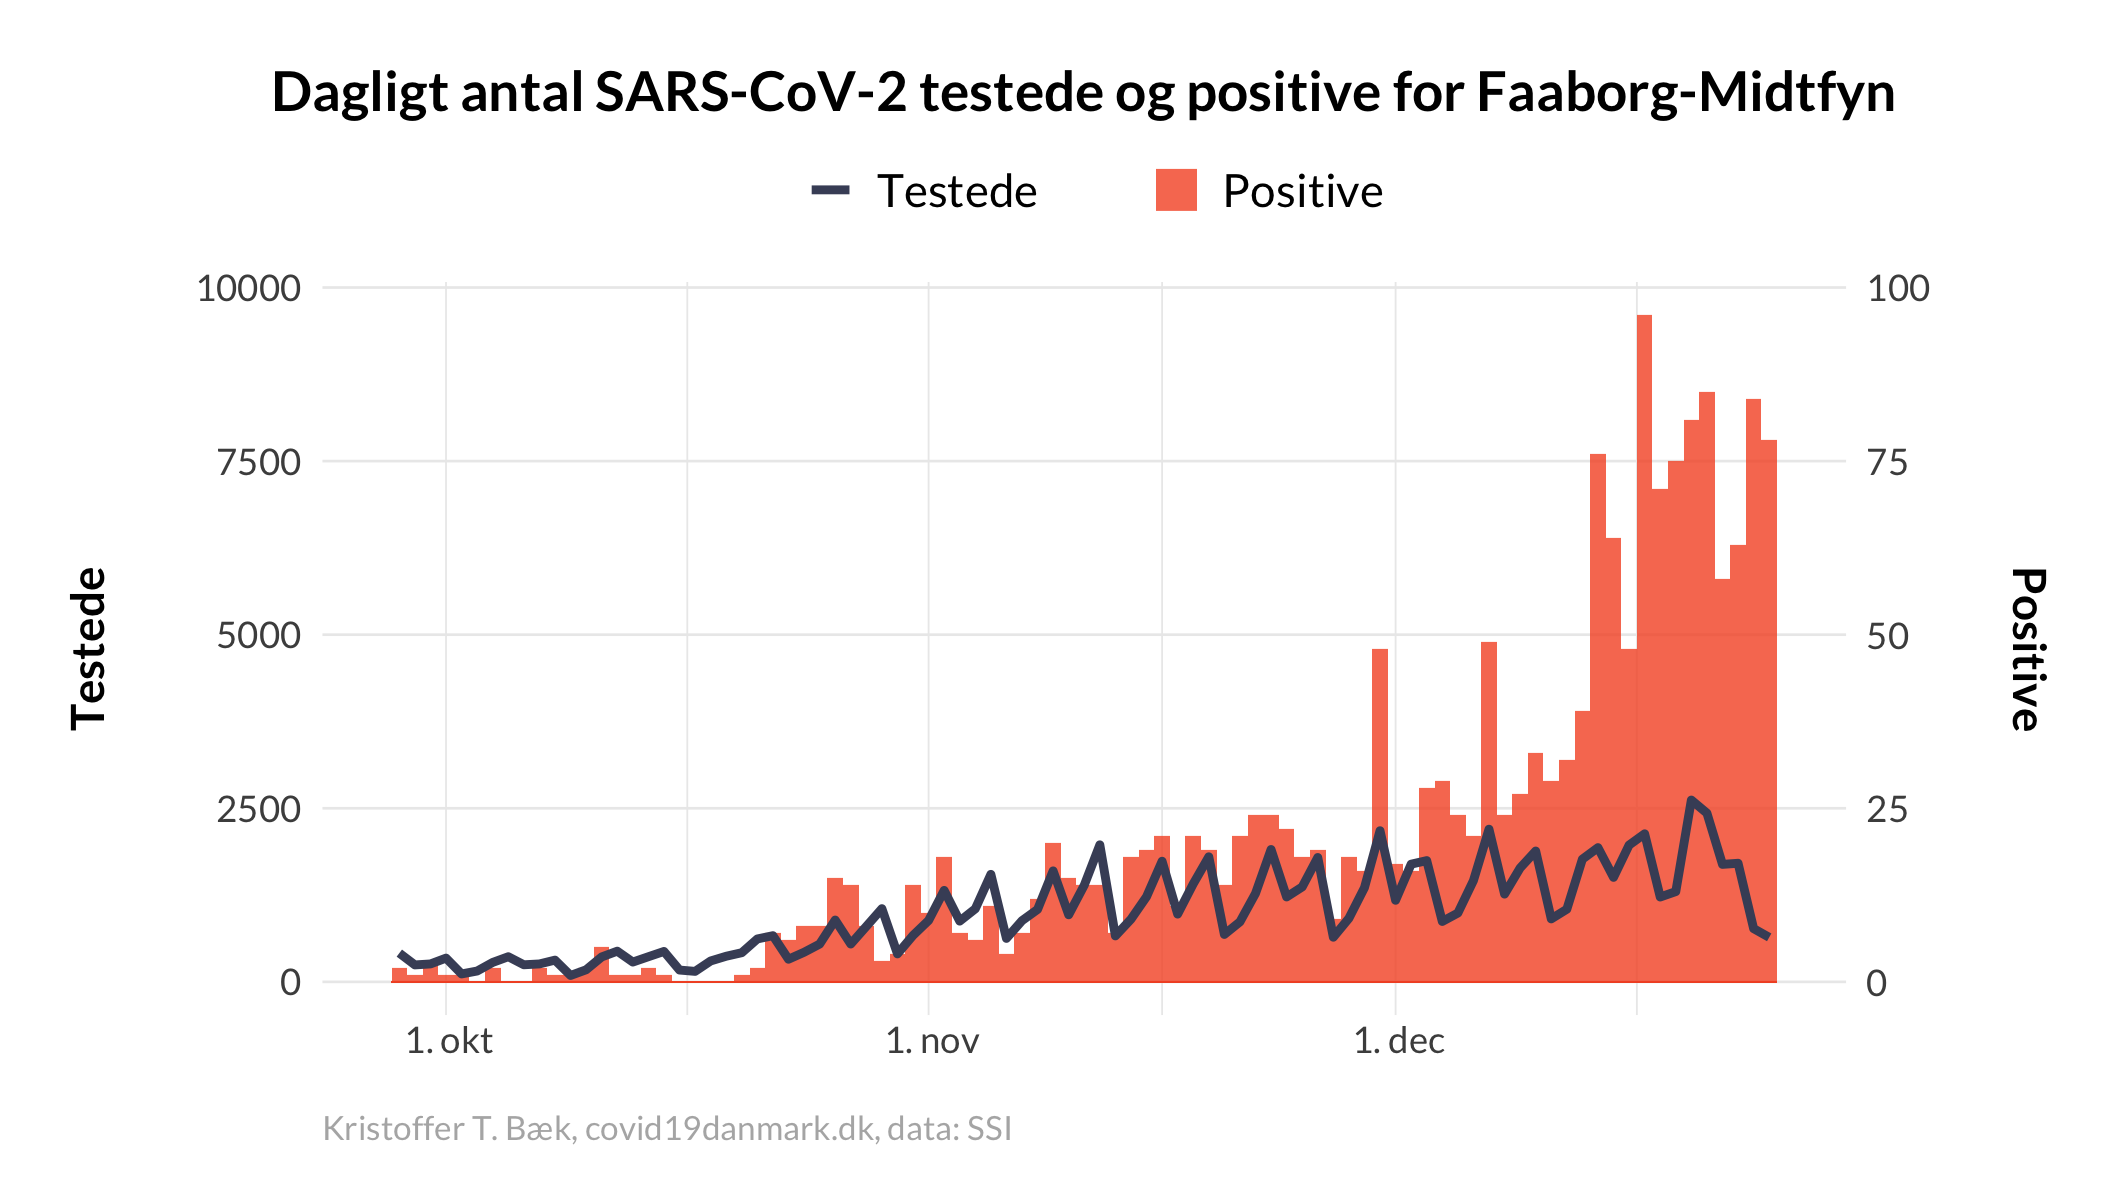 Dagligt antal SARS-CoV-2 testede og positive for Faaborg-Midtfyn
Testede Positive
10000 100
7500 75
5000 50
2500 25
0 0
Testede
Positive
1. okt 1. nov 1. dec
Kristoffer T. Bæk, covid19danmark.dk, data: SSI